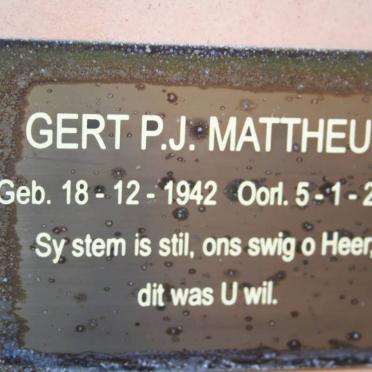 GERT P.J. MATTHEU
Geb. 18 - 12 - 1942 Oorl. 5 - 1 - 2
Sy stem is stil, ons swig o Heer,
dit was U wil.